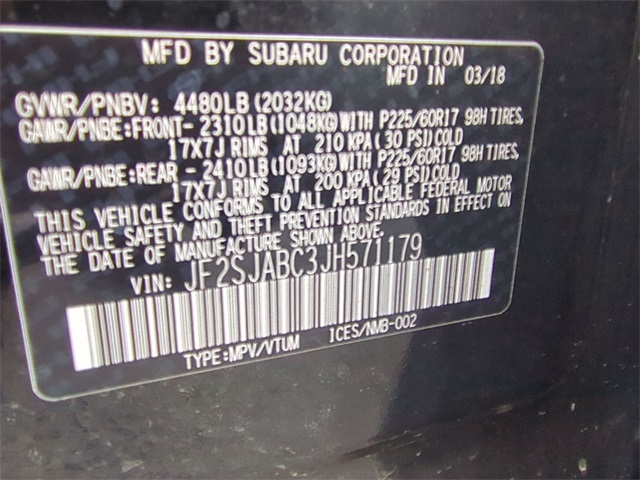 MFD BY SUBARU CORPORATION
MFD IN 03/18
GVWR/PNBV: 4480LB(2032KG)
GAWR/PNBE:FRONT- 2310LB(1048KG)WITH P225/60R17 98H TIRES,
17X7J RIMS AT 210 KPA(30 PSI)COLD
GAWR/PNBE:REAR - 2410LB(1093KG)WITH P225/60R17 98H TIRES,
17X7J RIMS AT 200 KPA(29 PSI)COLD
THIS VEHICLE CONFORMS TO ALL APPLICABLE FEDERAL MOTOR
VEHICLE SAFETY AND THEFT PREVENTION STANDARDS IN EFFECT ON
THE DATE OF MANUFACTURE SHOWN ABOVE.
VIN: JF2SJABC3JH571179
TYPE:MPV/VTUM ICES/NMB-002